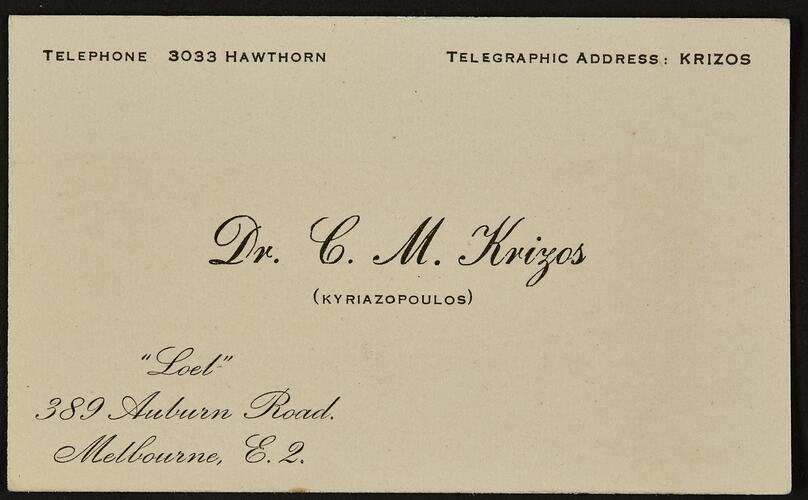 TELEPHONE 3033 HAWTHORN
TELEGRAPHIC ADDRESS: KRIZOS
Dr. C. M. Krizos
(KYRIAZOPOULOS)
"Loel"
389 Auburn Road.
Melbourne, E. 2.